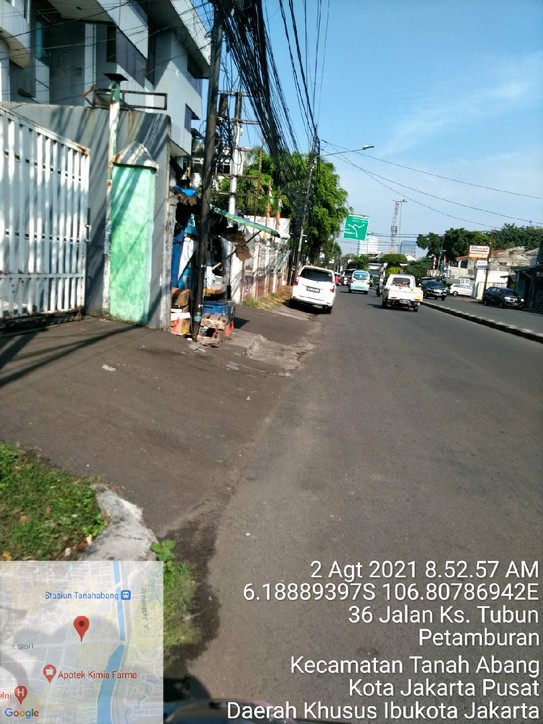 2 Agt 2021 8.52.57 AM
6.18889397S 106.80786942E
36 Jalan Ks. Tubun
Petamburan
Kecamatan Tanah Abang
Kota Jakarta Pusat
Daerah Khusus Ibukota Jakarta
Stasiun Tanahabang
Apotek Kimia Farma
Google